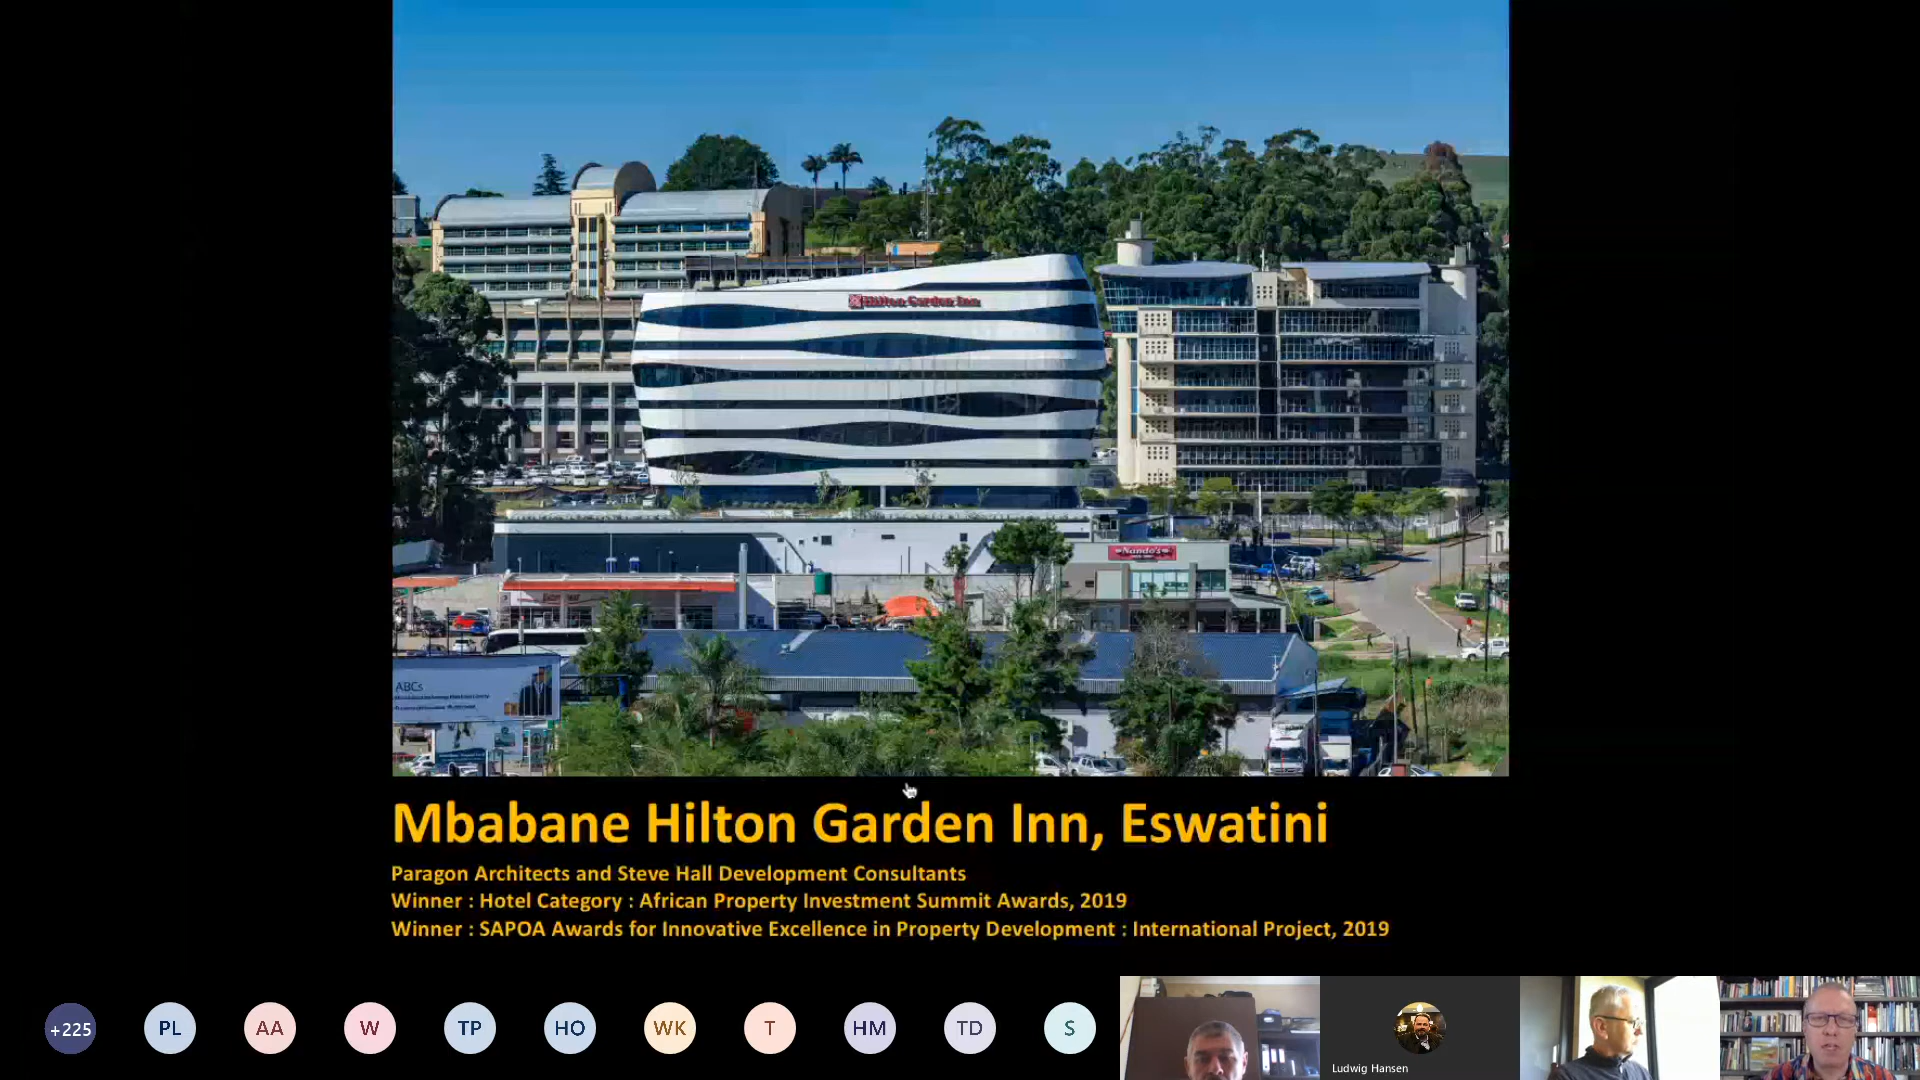 Hilton Garden Inn
Nando's
ABCs
Mbabane Hilton Garden Inn, Eswatini
Paragon Architects and Steve Hall Development Consultants
Winner : Hotel Category : African Property Investment Summit Awards, 2019
Winner : SAPOA Awards for Innovative Excellence in Property Development : International Project, 2019
+225 PL AA W TP HO WK T HM TD S
Ludwig Hansen